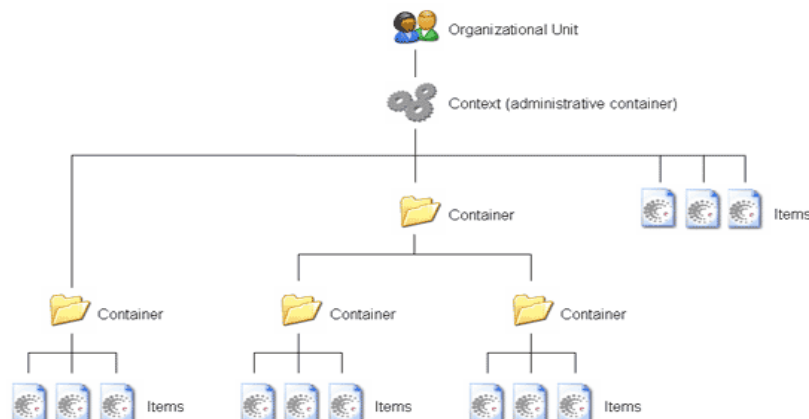 Organizational Unit
Context (administrative container)
Container
Items
Container
Container
Container
Items
Items
Items